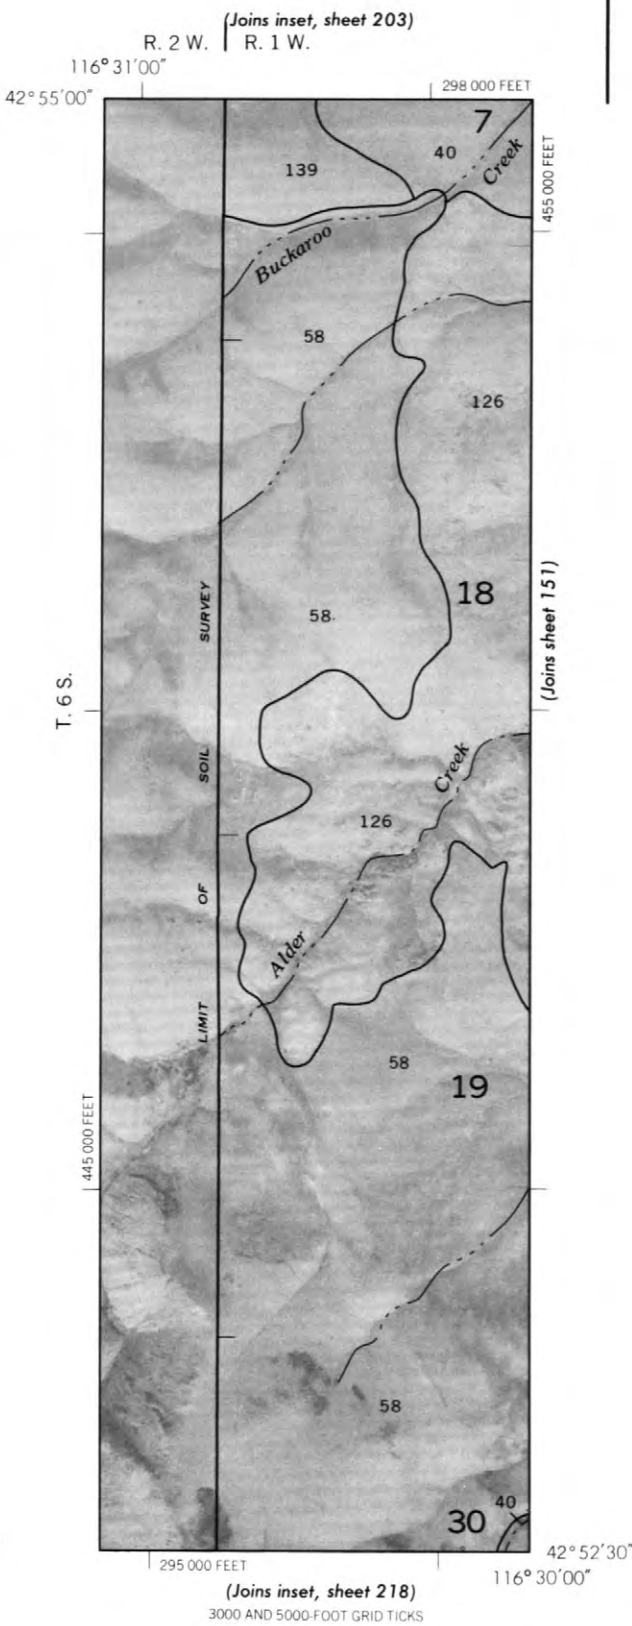 (Joins inset, sheet 203)
R. 2 W. R. 1 W.
116° 31' 00"
42° 55' 00"
298 000 FEET
7
40
139
Creek
455 000 FEET
Buckaroo
58
126
18
58
(Joins sheet 151)
LIMIT OF SOIL SURVEY
T. 6 S.
Creek
126
Alder
58
19
445 000 FEET
58
40
30
42° 52' 30"
295 000 FEET
116° 30' 00"
(Joins inset, sheet 218)
3000 AND 5000-FOOT GRID TICKS